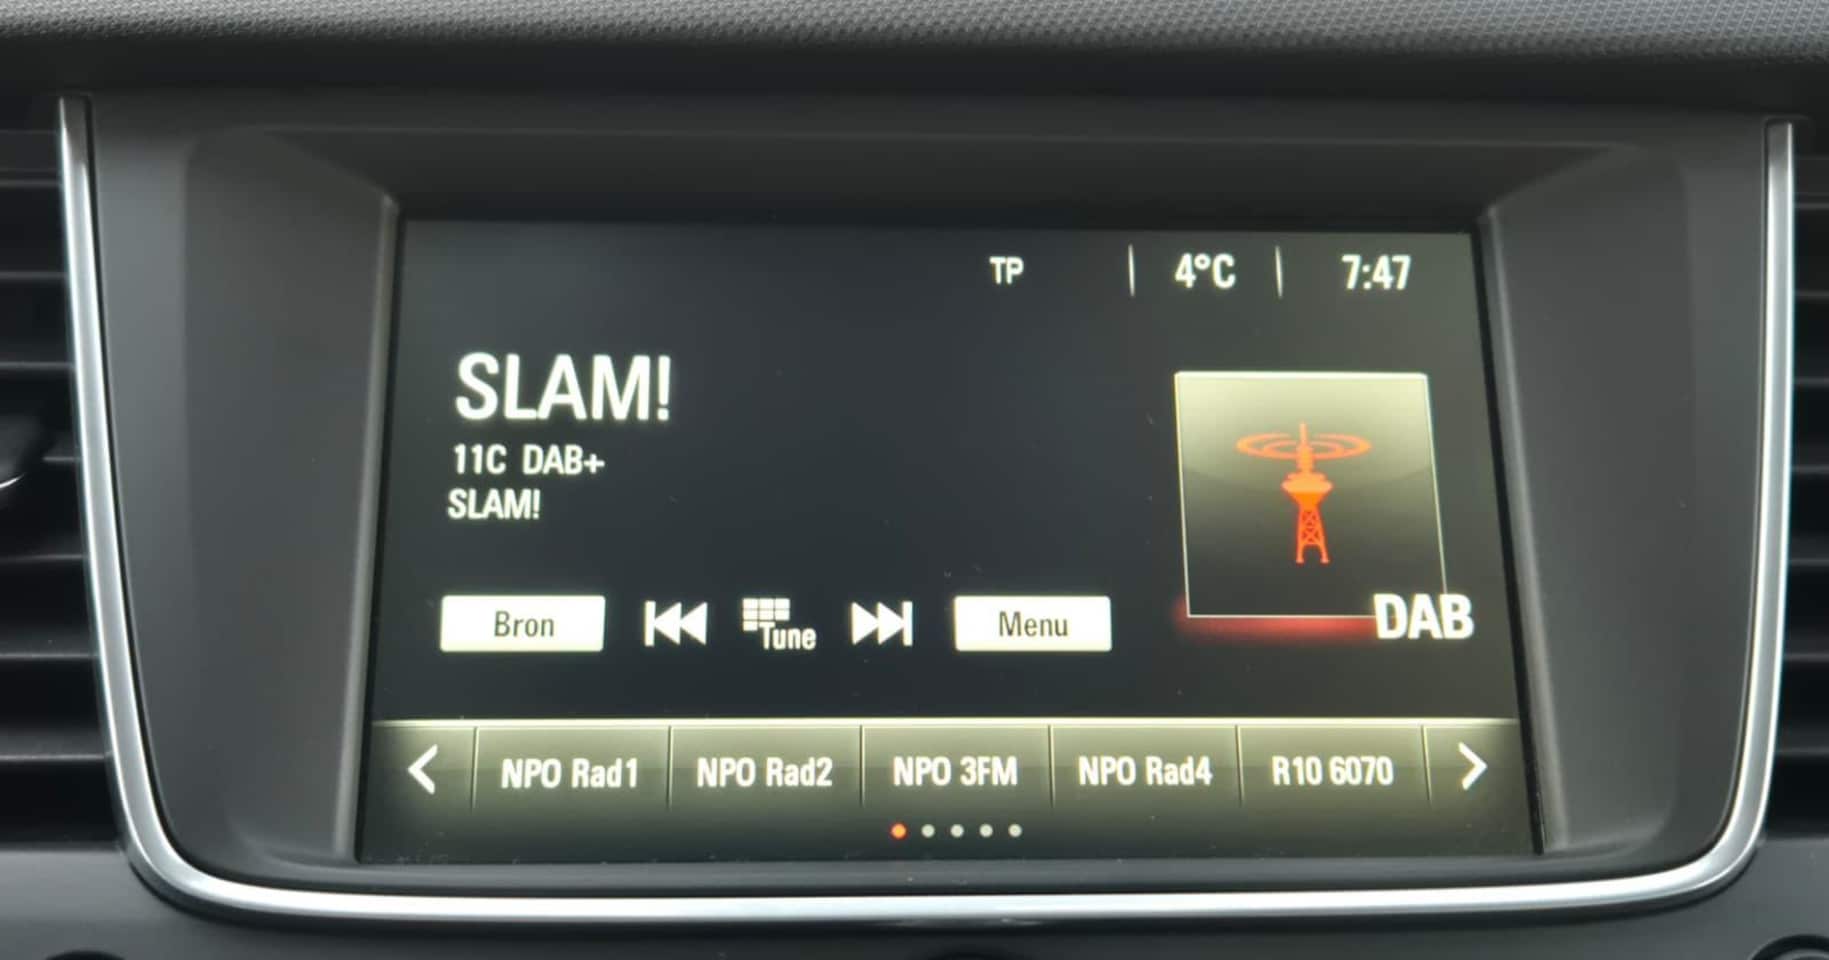 TP 4°C 7:47
SLAM!
11C DAB+
SLAM!
Bron Tune Menu
DAB
NPO Rad1 NPO Rad2 NPO 3FM NPO Rad4 R10 6070